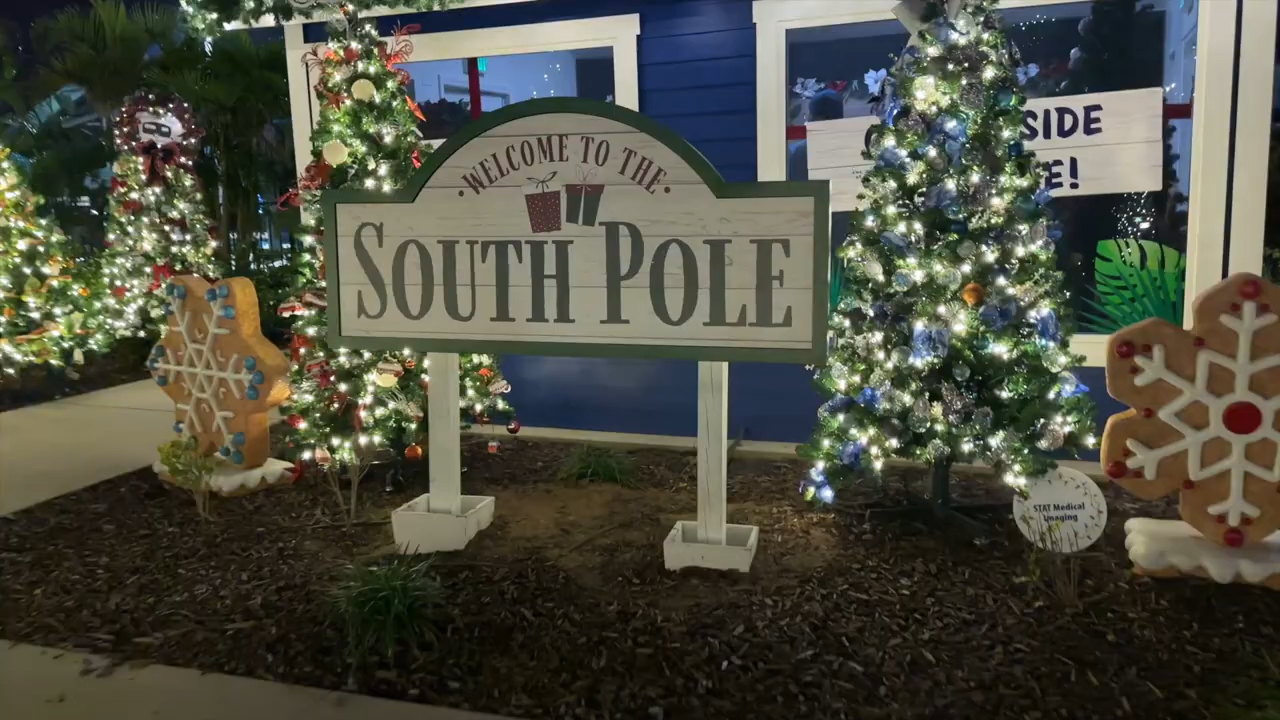 WELCOME TO THE
SOUTH POLE
SIDE
!
STAT Medical
Imaging